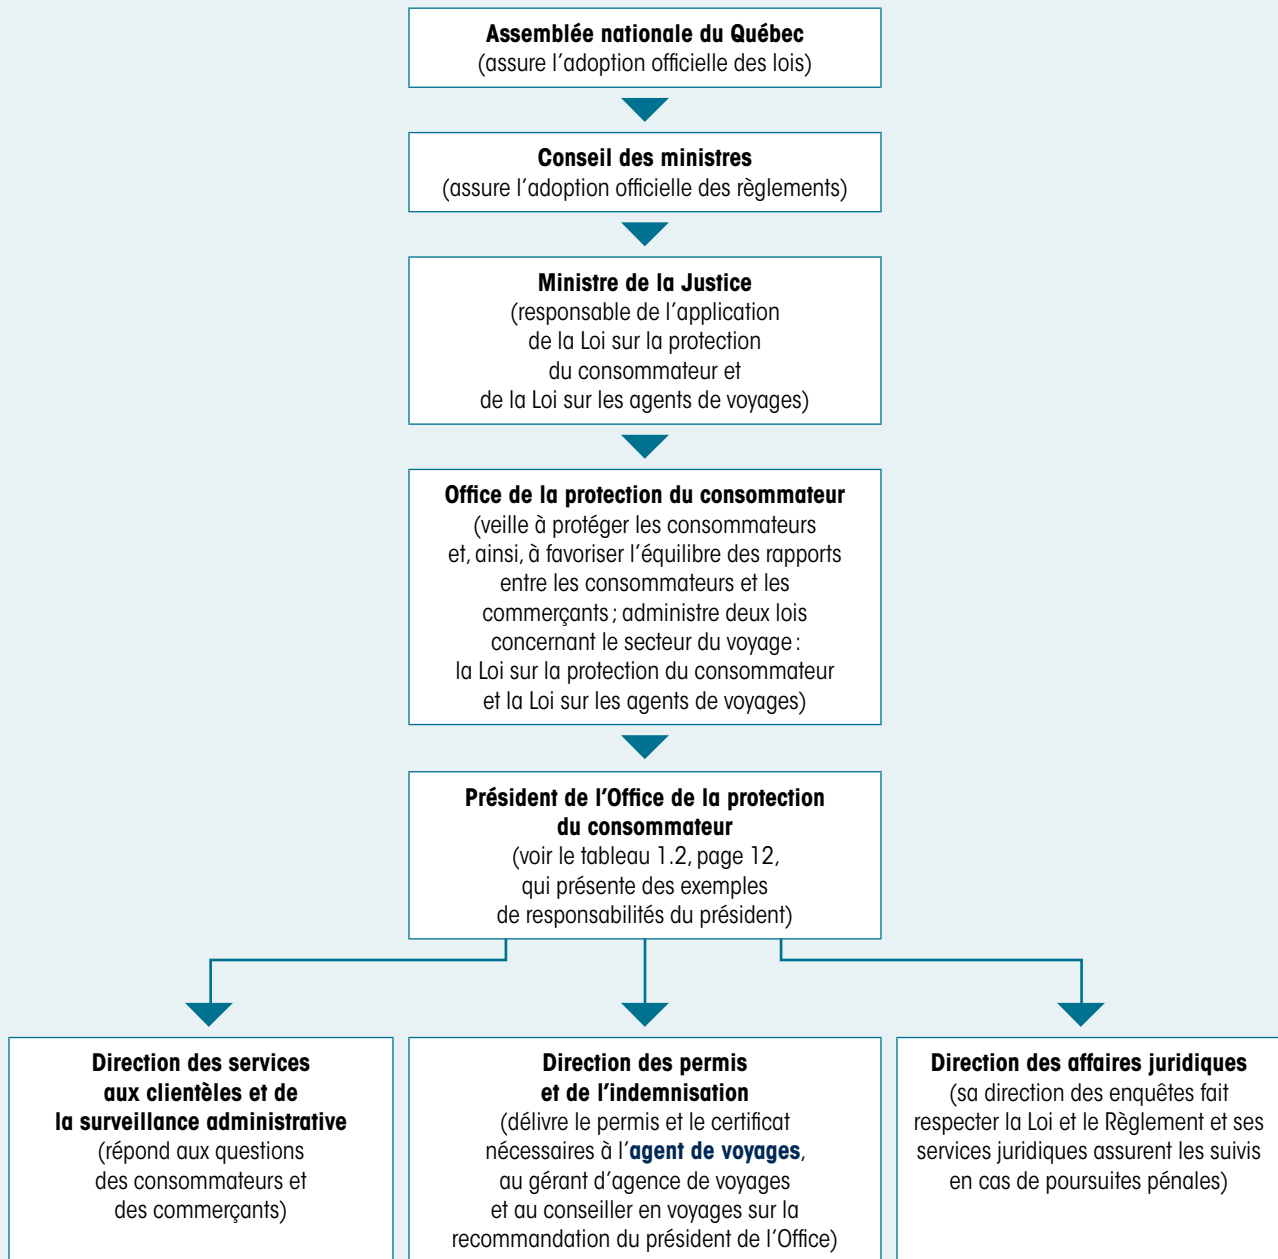 Assemblée nationale du Québec
(assure l'adoption officielle des lois)
Conseil des ministres
(assure l'adoption officielle des règlements)
Ministre de la Justice
(responsable de l'application
de la Loi sur la protection
du consommateur et
de la Loi sur les agents de voyages)
Office de la protection du consommateur
(veille à protéger les consommateurs
et, ainsi, à favoriser l'équilibre des rapports
entre les consommateurs et les
commerçants ; administre deux lois
concernant le secteur du voyage :
la Loi sur la protection du consommateur
et la Loi sur les agents de voyages)
Président de l'Office de la protection
du consommateur
(voir le tableau 1.2, page 12,
qui présente des exemples
de responsabilités du président)
Direction des services
aux clientèles et de
la surveillance administrative
(répond aux questions
des consommateurs et
des commerçants)
Direction des permis
et de l'indemnisation
(délivre le permis et le certificat
nécessaires à l'agent de voyages,
au gérant d'agence de voyages
et au conseiller en voyages sur la
recommandation du président de l'Office)
Direction des affaires juridiques
(sa direction des enquêtes fait
respecter la Loi et le Règlement et ses
services juridiques assurent les suivis
en cas de poursuites pénales)